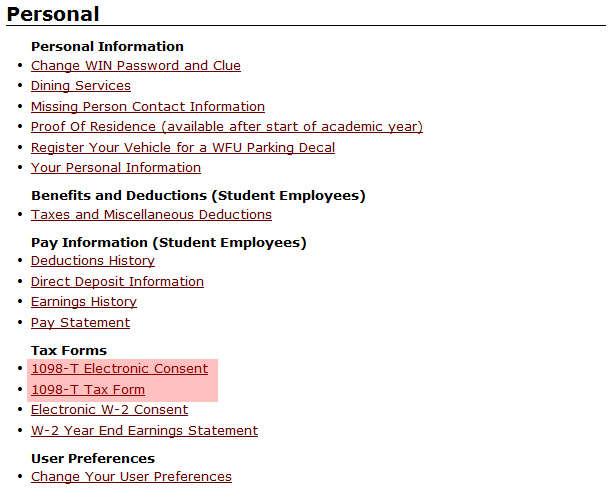 Personal
Personal Information
• Change WIN Password and Clue
• Dining Services
• Missing Person Contact Information
• Proof Of Residence (available after start of academic year)
• Register Your Vehicle for a WFU Parking Decal
• Your Personal Information
Benefits and Deductions (Student Employees)
• Taxes and Miscellaneous Deductions
Pay Information (Student Employees)
• Deductions History
• Direct Deposit Information
• Earnings History
• Pay Statement
Tax Forms
• 1098-T Electronic Consent
• 1098-T Tax Form
• Electronic W-2 Consent
• W-2 Year End Earnings Statement
User Preferences
• Change Your User Preferences